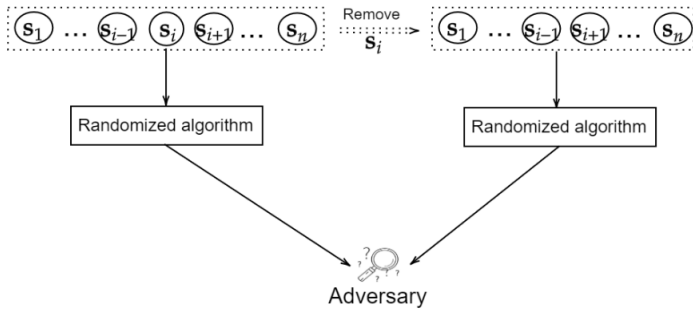 s₁ … sᵢ₋₁ sᵢ sᵢ₊₁ … sₙ
Remove
sᵢ
s₁ … sᵢ₋₁ sᵢ₊₁ … sₙ
Randomized algorithm
Randomized algorithm
? ? ? ? ?
Adversary